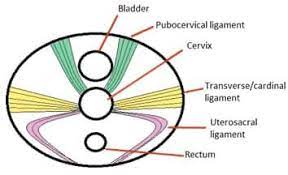 Bladder
Pubocervical ligament
Cervix
Transverse/cardinal
ligament
Uterosacral
ligament
Rectum